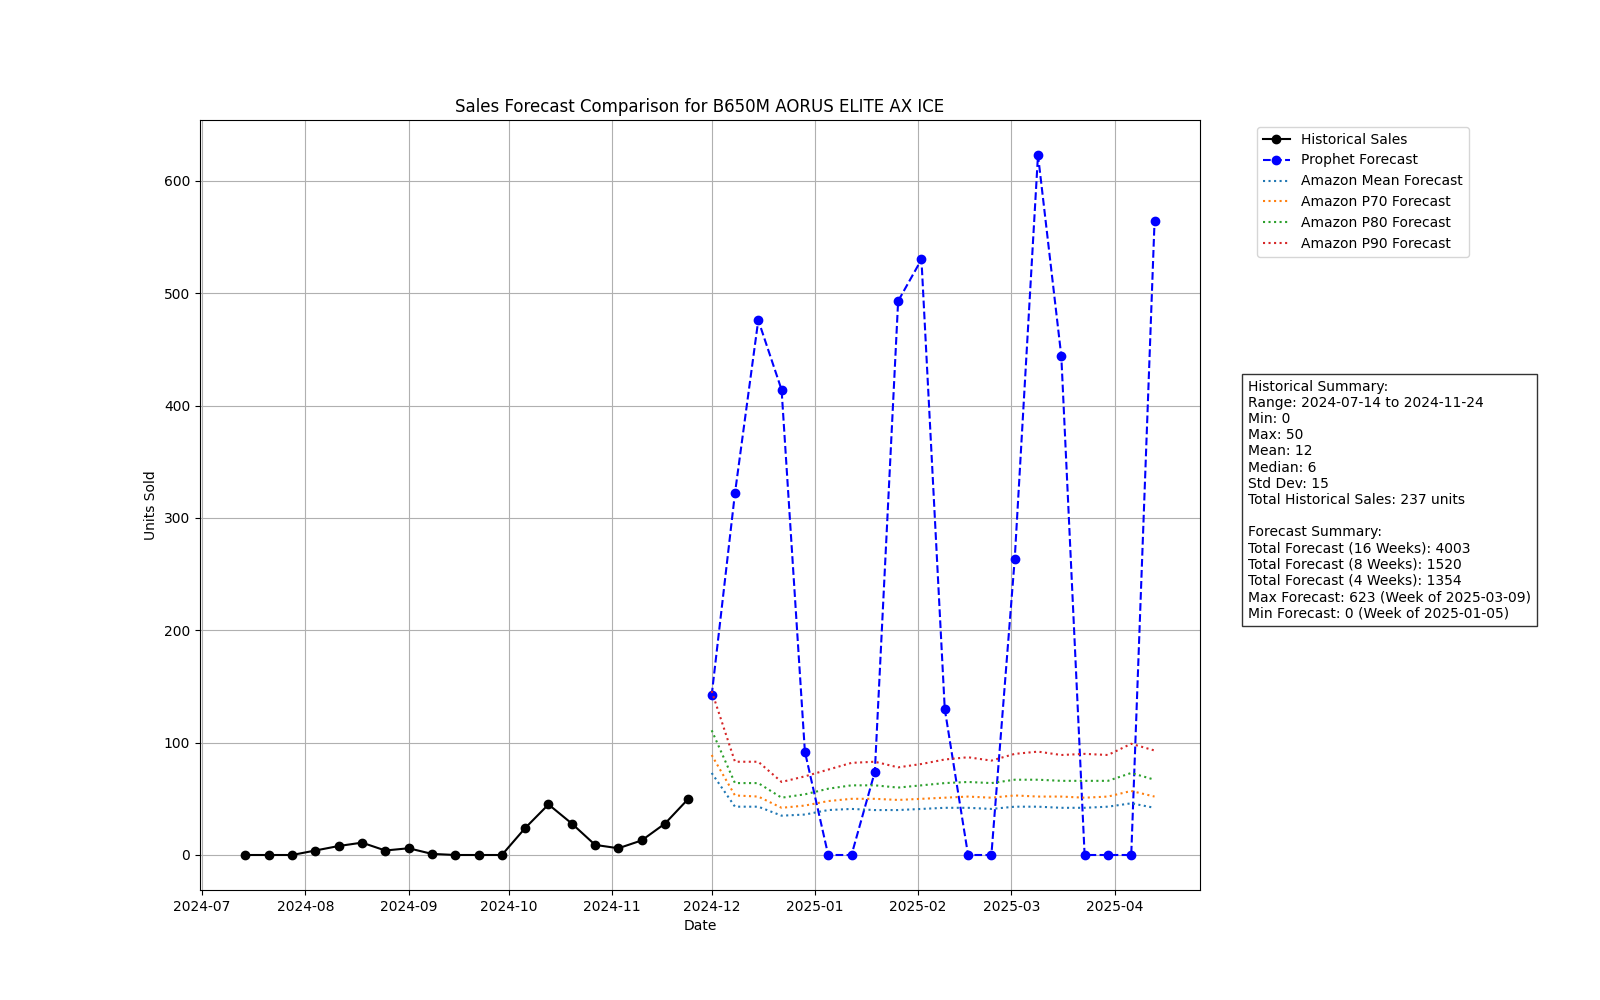 Sales Forecast Comparison for B650M AORUS ELITE AX ICE
Units Sold
600
500
400
300
200
100
0
2024-07
2024-08
2024-09
2024-10
2024-11
2024-12
2025-01
2025-02
2025-03
2025-04
Date
Historical Sales
Prophet Forecast
Amazon Mean Forecast
Amazon P70 Forecast
Amazon P80 Forecast
Amazon P90 Forecast
Historical Summary:
Range: 2024-07-14 to 2024-11-24
Min: 0
Max: 50
Mean: 12
Median: 6
Std Dev: 15
Total Historical Sales: 237 units
Forecast Summary:
Total Forecast (16 Weeks): 4003
Total Forecast (8 Weeks): 1520
Total Forecast (4 Weeks): 1354
Max Forecast: 623 (Week of 2025-03-09)
Min Forecast: 0 (Week of 2025-01-05)